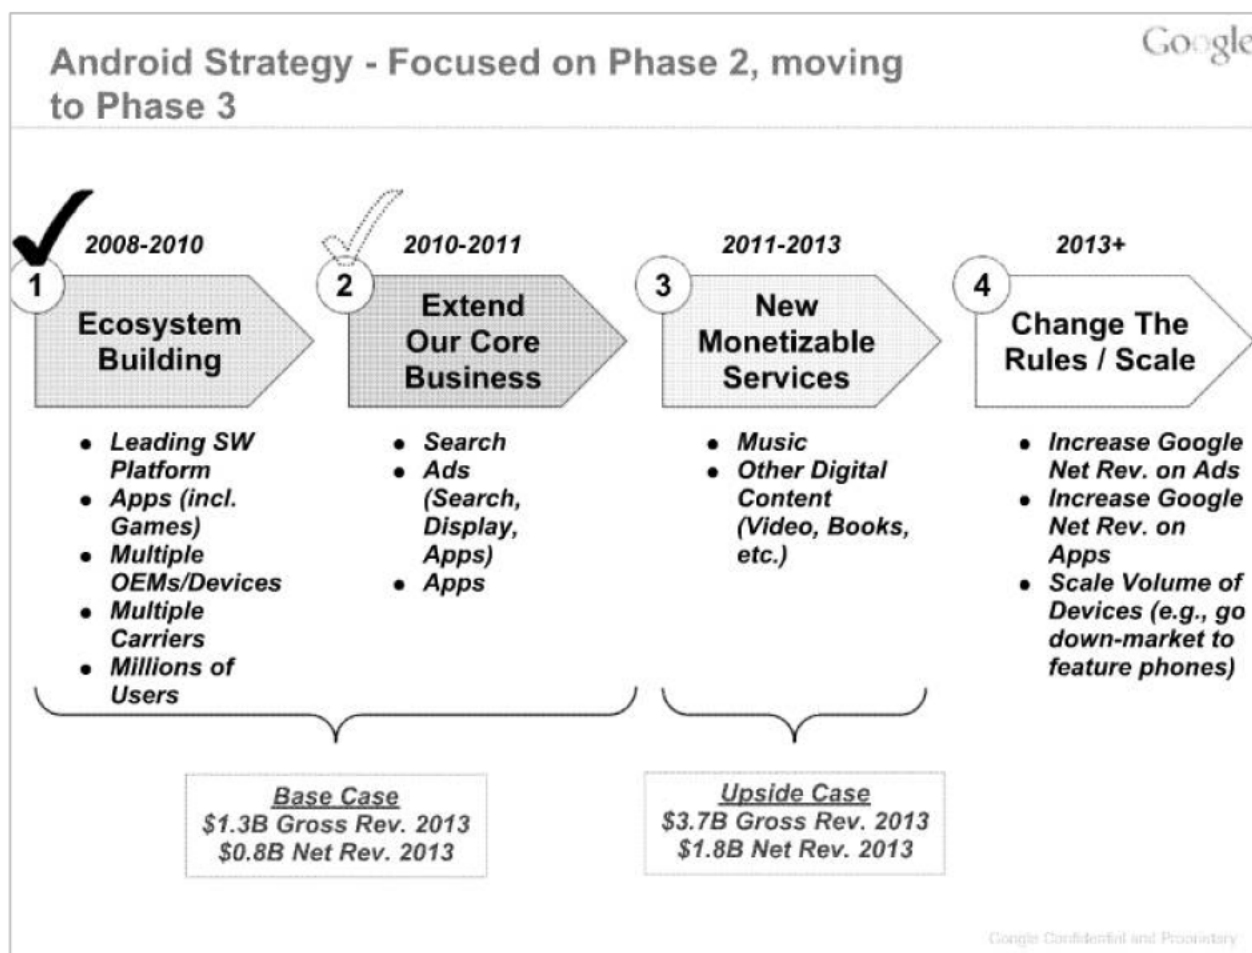 Google
Android Strategy - Focused on Phase 2, moving
to Phase 3
2008-2010
1
Ecosystem
Building
● Leading SW
Platform
● Apps (incl.
Games)
● Multiple
OEMs/Devices
● Multiple
Carriers
● Millions of
Users
2010-2011
2
Extend
Our Core
Business
● Search
● Ads
(Search,
Display,
Apps)
● Apps
2011-2013
3
New
Monetizable
Services
● Music
● Other Digital
Content
(Video, Books,
etc.)
2013+
4
Change The
Rules / Scale
● Increase Google
Net Rev. on Ads
● Increase Google
Net Rev. on
Apps
● Scale Volume of
Devices (e.g., go
down-market to
feature phones)
Base Case
$1.3B Gross Rev. 2013
$0.8B Net Rev. 2013
Upside Case
$3.7B Gross Rev. 2013
$1.8B Net Rev. 2013
Google Confidential and Proprietary